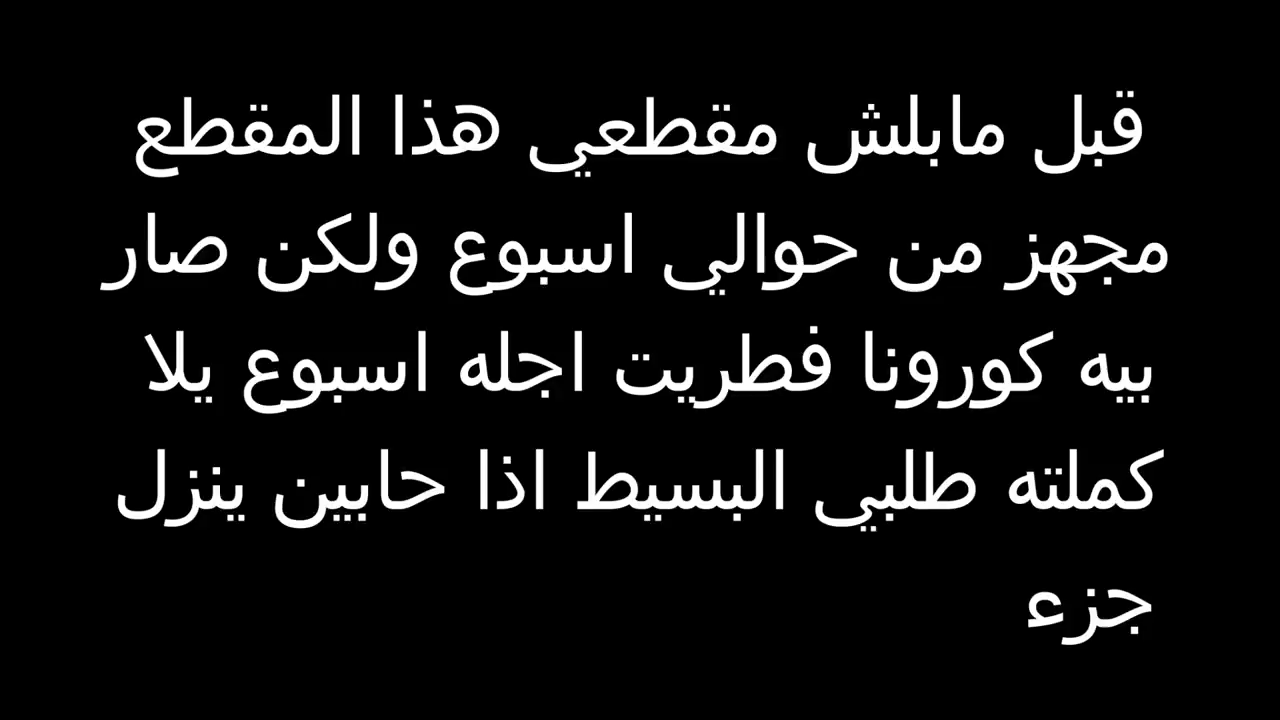 قبل مابلش مقطعي هذا المقطع
مجهز من حوالي اسبوع ولكن صار
بيه كورونا فطريت اجله اسبوع يلا
كملته طلبي البسيط اذا حابين ينزل
جزء